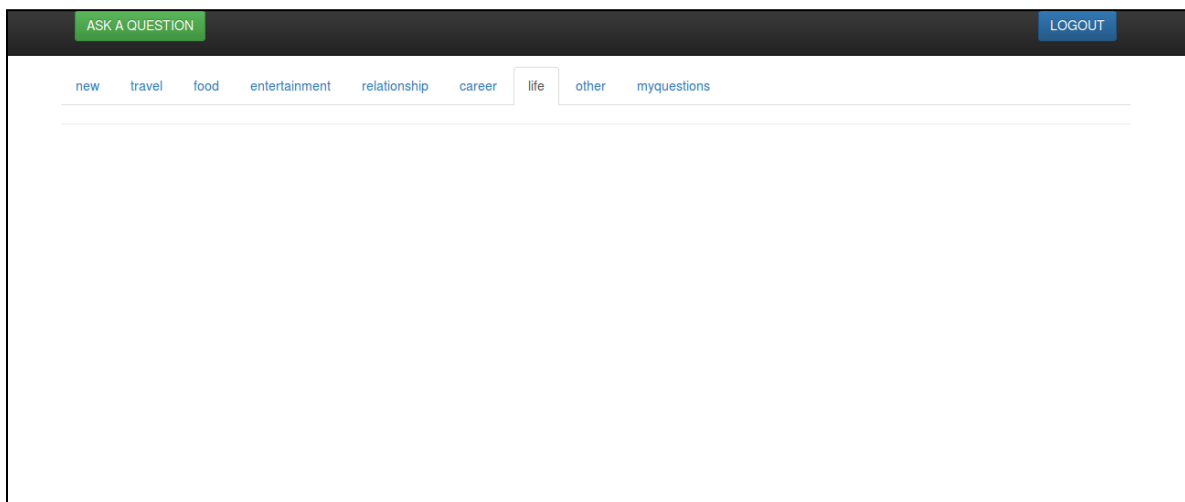 ASK A QUESTION LOGOUT
new travel food entertainment relationship career life other myquestions